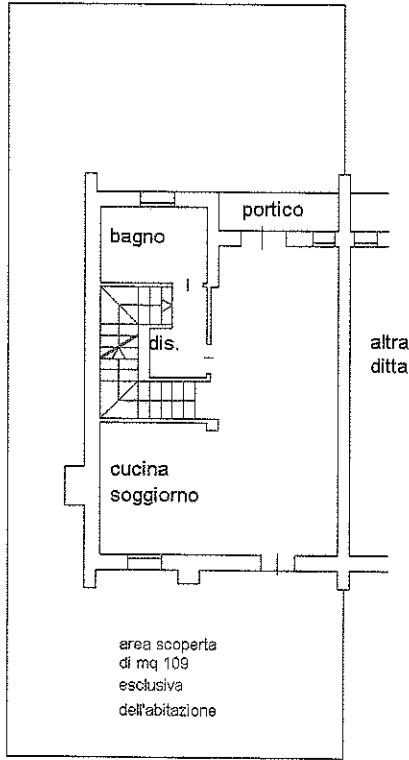 portico
bagno
dis.
altra
ditta
cucina
soggiorno
area scoperta
di mq 109
esclusiva
dell'abitazione